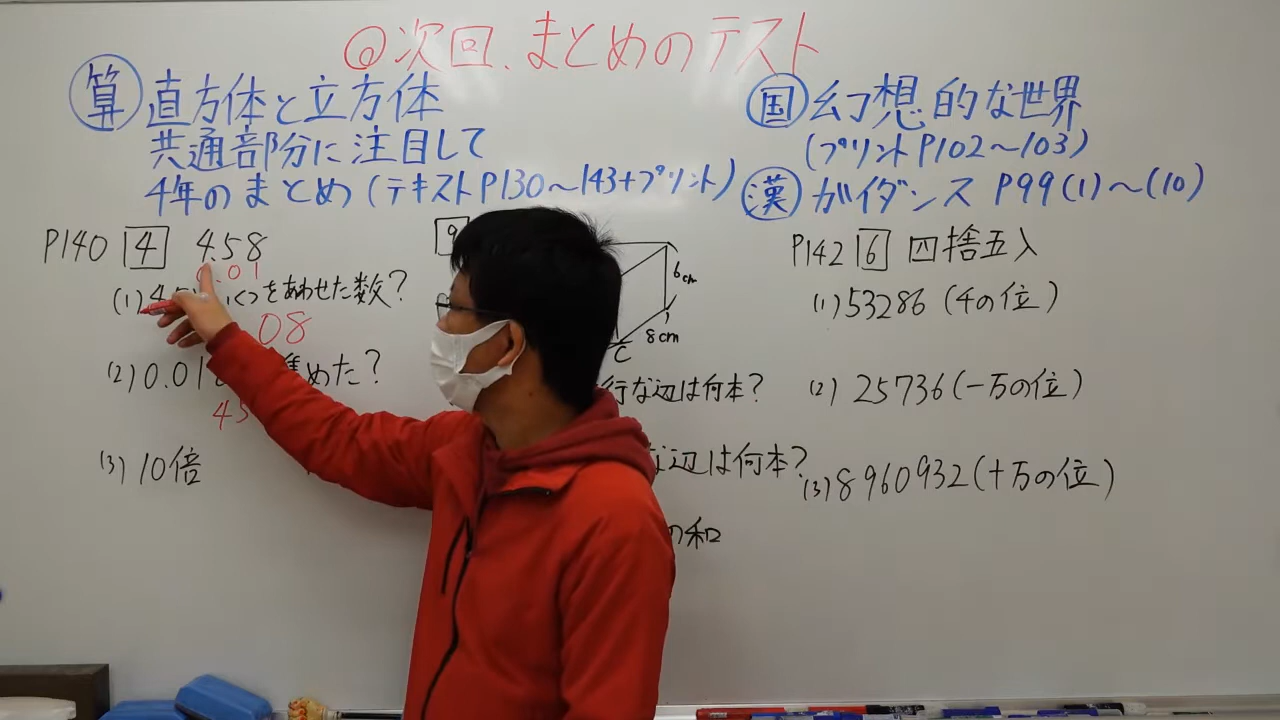 @次回、まとめのテスト
算 直方体と立方体
共通部分に注目して
4年のまとめ(テキストP130〜143+プリント)
国 幻想的な世界
(プリントP102〜103)
漢 ガイダンス P99(1)〜(10)
P140 4 4.58
01
(1)4 いくつをあわせた数?
08
(2)0.01 集めた?
45
(3)10倍
9
6cm
8cm
C
行な辺は何本?
な辺は何本?
の和
P142 6 四捨五入
(1)53286(千の位)
(2)25736(一万の位)
(3)8960932(十万の位)